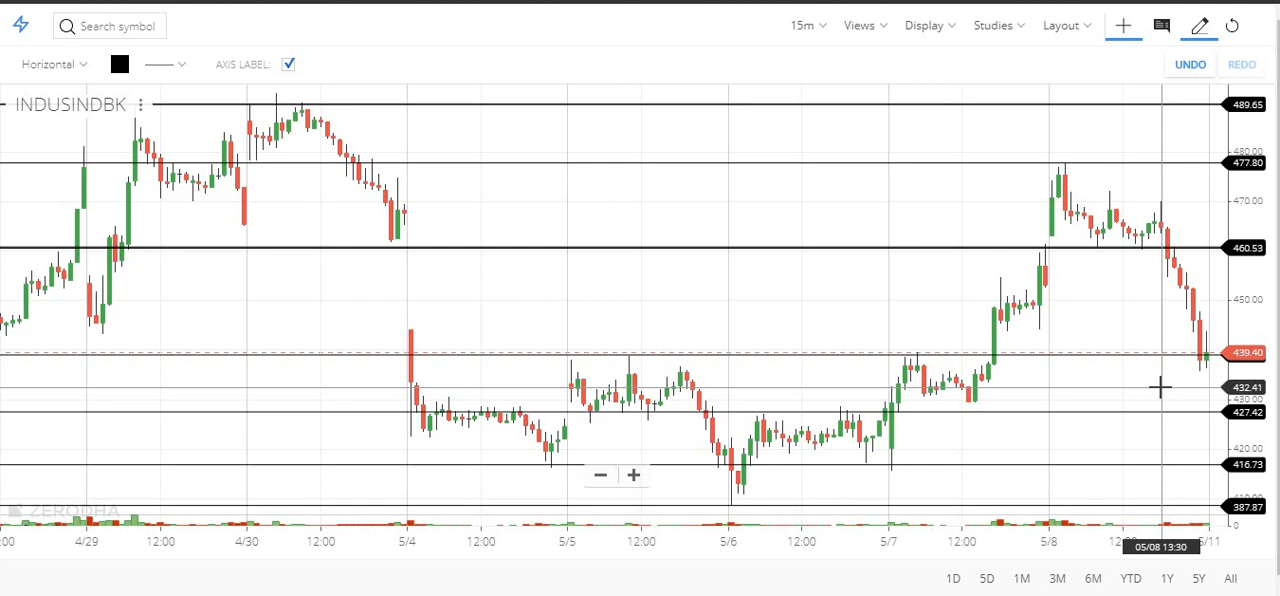 Search symbol 15m Views Display Studies Layout
Horizontal AXIS LABEL: UNDO REDO
INDUSINDBK
489.65
480.00
477.80
470.00
460.53
450.00
439.40
432.41
430.00
427.42
420.00
416.73
387.87
ZERODHA
0
:00 4/29 12:00 4/30 12:00 5/4 12:00 5/5 12:00 5/6 12:00 5/7 12:00 5/8 5/11
05/08 13:30
1D 5D 1M 3M 6M YTD 1Y 5Y All